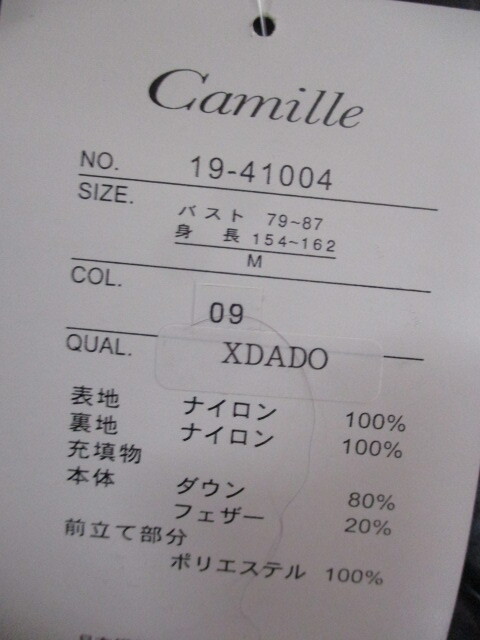 Camille
NO. 19-41004
SIZE.
バスト 79~87
身 長 154~162
M
COL.
09
QUAL. XDADO
表地 ナイロン 100%
裏地 ナイロン 100%
充填物
本体 ダウン 80%
フェザー 20%
前立て部分
ポリエステル 100%